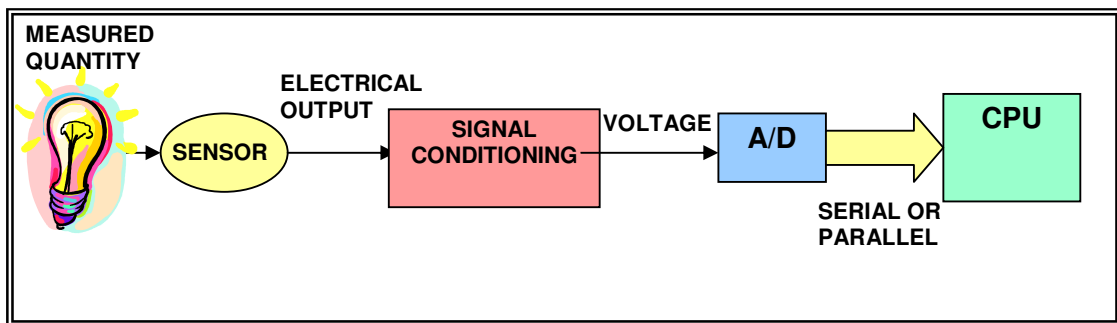 MEASURED
QUANTITY
SENSOR
ELECTRICAL
OUTPUT
SIGNAL
CONDITIONING
VOLTAGE
A/D
SERIAL OR
PARALLEL
CPU